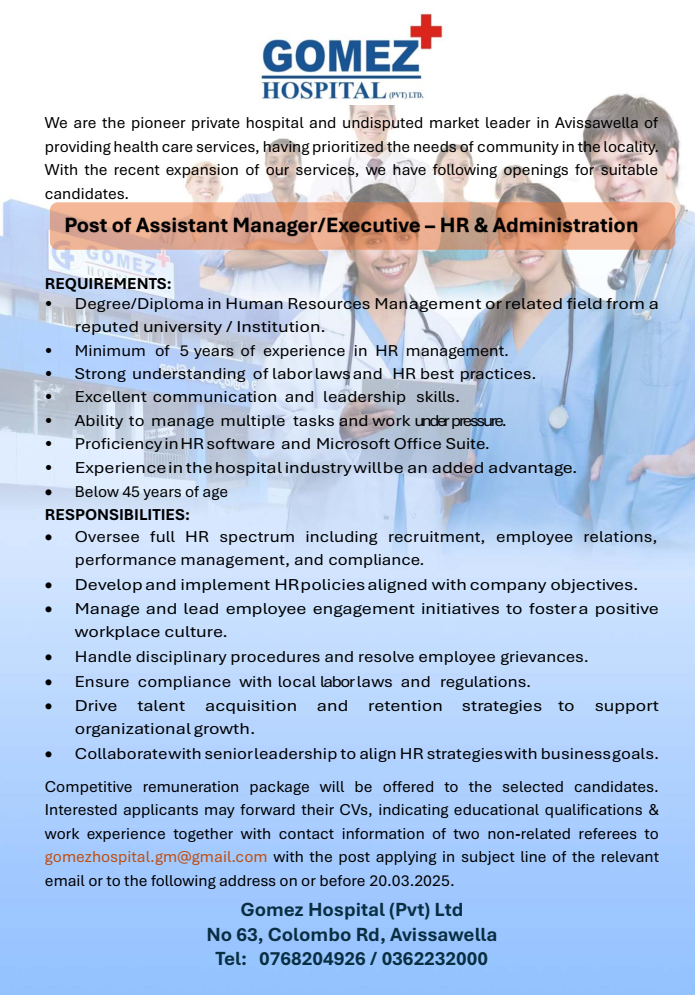 GOMEZ
HOSPITAL (PVT) LTD.
We are the pioneer private hospital and undisputed market leader in Avissawella of
providing health care services, having prioritized the needs of community in the locality.
With the recent expansion of our services, we have following openings for suitable
candidates.
Post of Assistant Manager/Executive – HR & Administration
GOMEZ
HOSPITAL
REQUIREMENTS:
• Degree/Diploma in Human Resources Management or related field from a
reputed university / Institution.
• Minimum of 5 years of experience in HR management.
• Strong understanding of labor laws and HR best practices.
• Excellent communication and leadership skills.
• Ability to manage multiple tasks and work under pressure.
• Proficiency in HR software and Microsoft Office Suite.
• Experience in the hospital industry will be an added advantage.
• Below 45 years of age
RESPONSIBILITIES:
• Oversee full HR spectrum including recruitment, employee relations,
performance management, and compliance.
• Develop and implement HR policies aligned with company objectives.
• Manage and lead employee engagement initiatives to foster a positive
workplace culture.
• Handle disciplinary procedures and resolve employee grievances.
• Ensure compliance with local labor laws and regulations.
• Drive talent acquisition and retention strategies to support
organizational growth.
• Collaborate with senior leadership to align HR strategies with business goals.
Competitive remuneration package will be offered to the selected candidates.
Interested applicants may forward their CVs, indicating educational qualifications &
work experience together with contact information of two non-related referees to
gomezhospital.gm@gmail.com with the post applying in subject line of the relevant
email or to the following address on or before 20.03.2025.
Gomez Hospital (Pvt) Ltd
No 63, Colombo Rd, Avissawella
Tel: 0768204926 / 0362232000